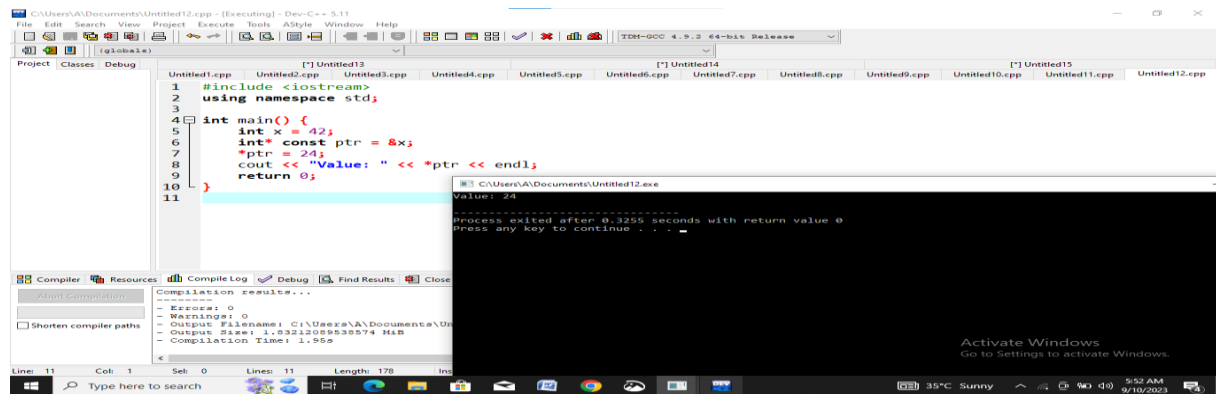 C:\Users\A\Documents\Untitled12.cpp - [Executing] - Dev-C++ 5.11
File Edit Search View Project Execute Tools AStyle Window Help
TDM-GCC 4.9.2 64-bit Release
(globals)
Project Classes Debug
[*] Untitled13 [*] Untitled14 [*] Untitled15
Untitled1.cpp Untitled2.cpp Untitled3.cpp Untitled4.cpp Untitled5.cpp Untitled6.cpp Untitled7.cpp Untitled8.cpp Untitled9.cpp Untitled10.cpp Untitled11.cpp Untitled12.cpp
1 #include <iostream>
2 using namespace std;
3
4 int main() {
5 int x = 42;
6 int* const ptr = &x;
7 *ptr = 24;
8 cout << "Value: " << *ptr << endl;
9 return 0;
10 }
11
C:\Users\A\Documents\Untitled12.exe
Value: 24
--------------------------------
Process exited after 0.3255 seconds with return value 0
Press any key to continue . . .
Compiler Resources Compile Log Debug Find Results Close
Abort Compilation
Shorten compiler paths
Compilation results...
--------
- Errors: 0
- Warnings: 0
- Output Filename: C:\Users\A\Documents\Un
- Output Size: 1.83212089538574 MiB
- Compilation Time: 1.95s
Activate Windows
Go to Settings to activate Windows.
Line: 11 Col: 1 Sel: 0 Lines: 11 Length: 178 Ins
Type here to search
35°C Sunny
5:52 AM
9/10/2023